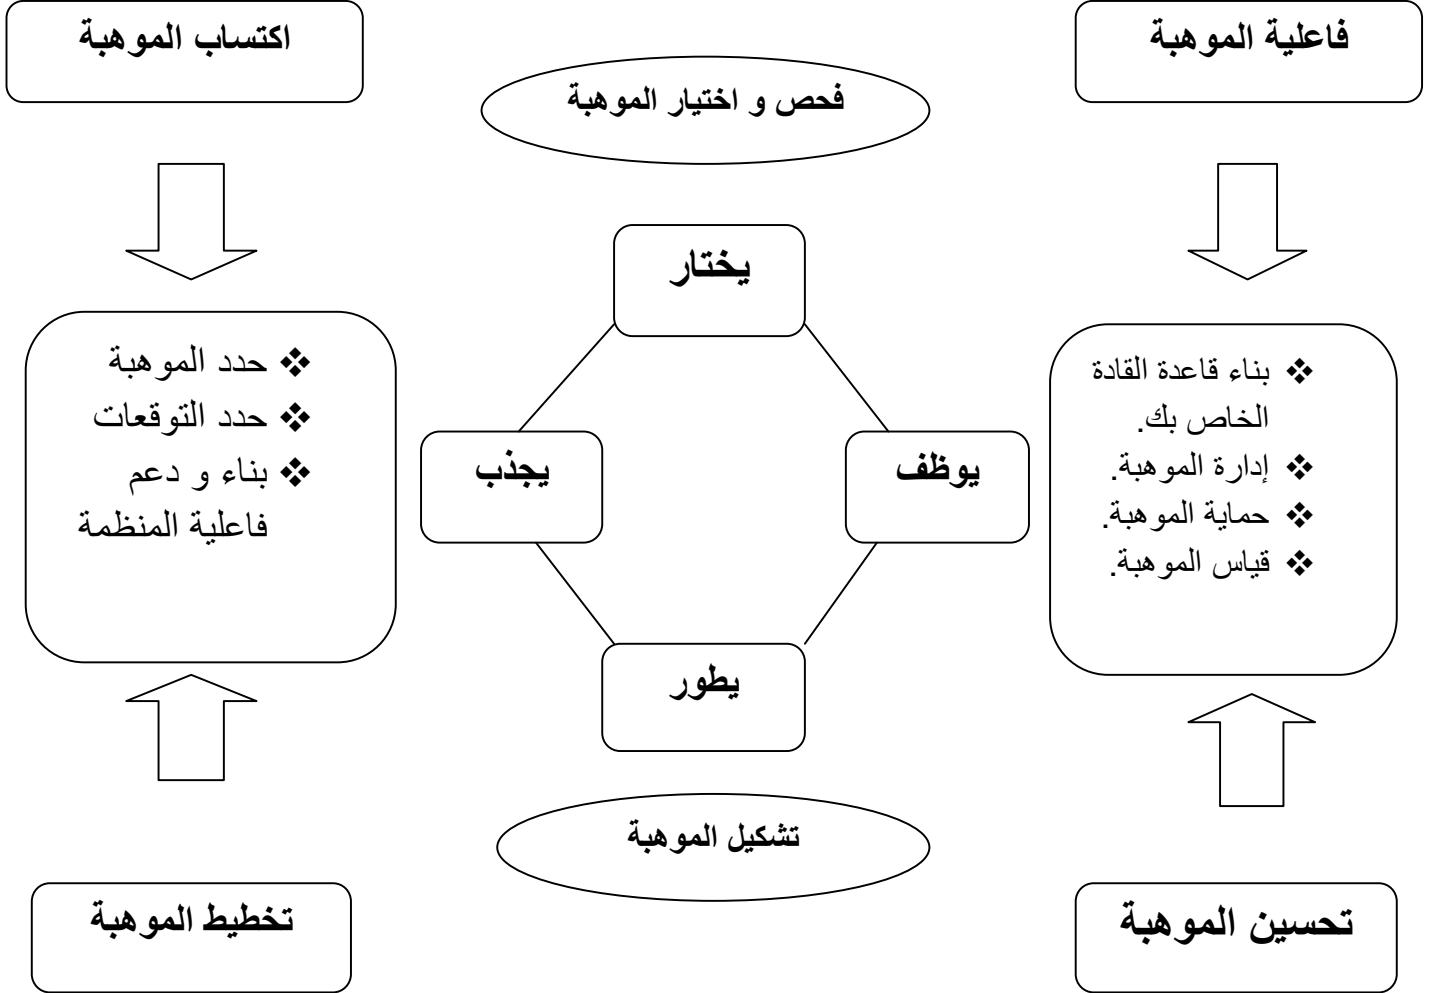 فاعلية الموهبة
اكتساب الموهبة
فحص و اختيار الموهبة
يختار
❖ بناء قاعدة القادة
الخاص بك.
❖ إدارة الموهبة.
❖ حماية الموهبة.
❖ قياس الموهبة.
يوظف
يجذب
❖ حدد الموهبة
❖ حدد التوقعات
❖ بناء و دعم
فاعلية المنظمة
يطور
تشكيل الموهبة
تحسين الموهبة
تخطيط الموهبة